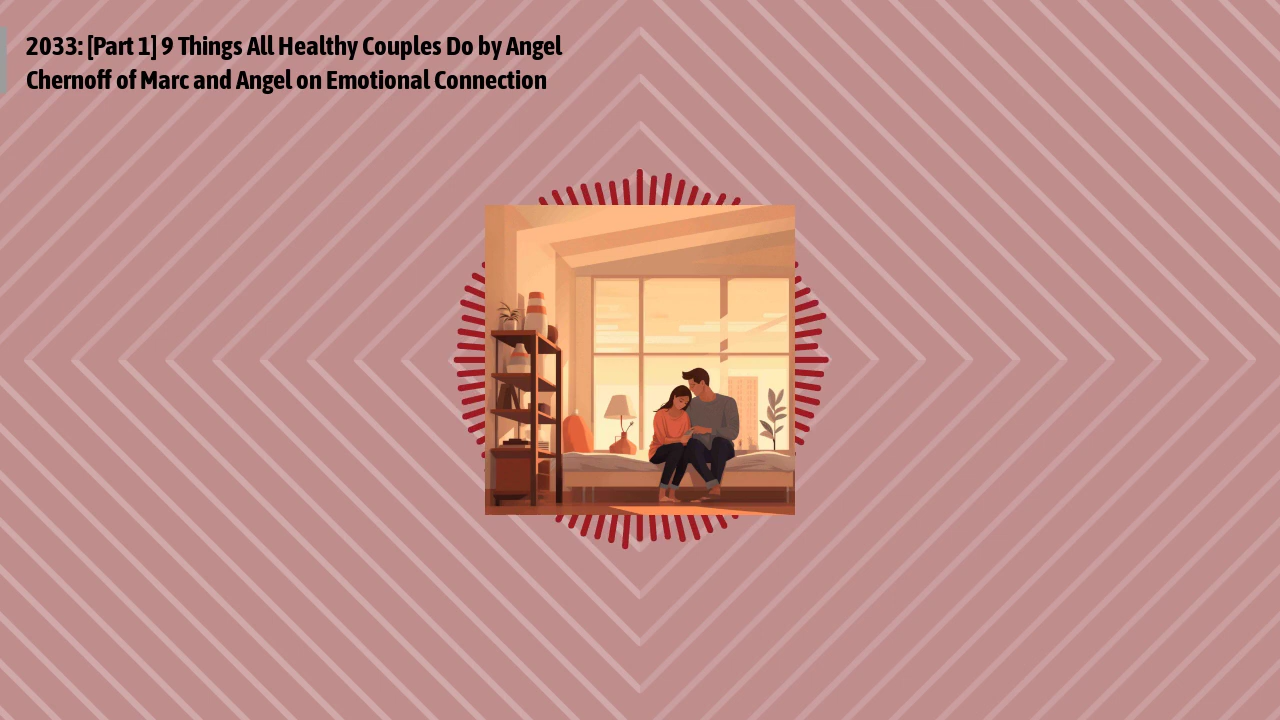 2033: [Part 1] 9 Things All Healthy Couples Do by Angel
Chernoff of Marc and Angel on Emotional Connection